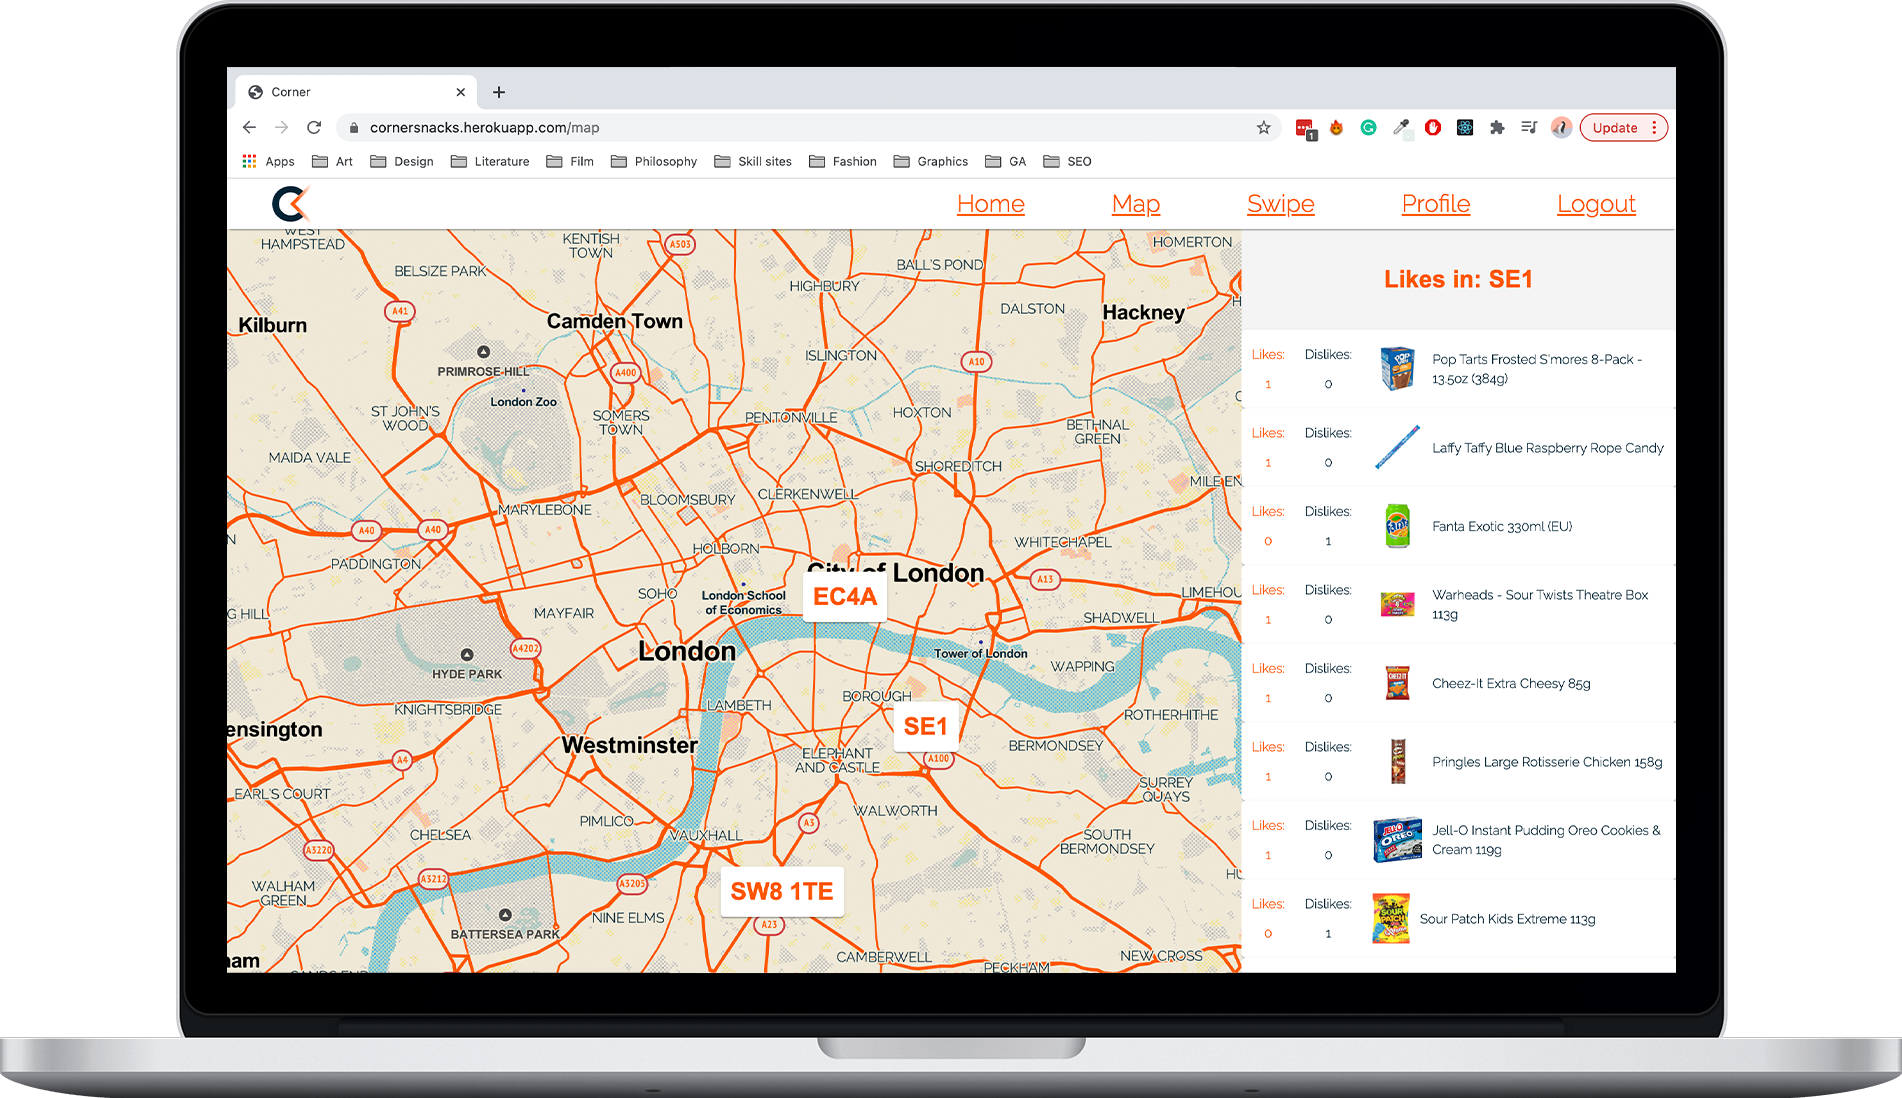 Corner
cornersnacks.herokuapp.com/map
1
Update
Apps
Art
Design
Literature
Film
Philosophy
Skill sites
Fashion
Graphics
GA
SEO
Home
Map
Swipe
Profile
Logout
WEST
HAMPSTEAD
KENTISH
TOWN
A503
HOMERTON
BELSIZE PARK
BALL'S POND
HIGHBURY
A41
DALSTON
Hackney
Kilburn
Camden Town
ISLINGTON
A10
PRIMROSE HILL
A400
London Zoo
ST JOHN'S
WOOD
SOMERS
TOWN
PENTONVILLE
HOXTON
BETHNAL
GREEN
MAIDA VALE
SHOREDITCH
MILE EN
BLOOMSBURY
CLERKENWELL
MARYLEBONE
A40
A40
HOLBORN
WHITECHAPEL
PADDINGTON
City of London
A13
EC4A
SOHO
London School
of Economics
LIMEHOU
G HILL
MAYFAIR
SHADWELL
A4202
London
Tower of London
WAPPING
HYDE PARK
BOROUGH
KNIGHTSBRIDGE
LAMBETH
ROTHERHITHE
ensington
SE1
Westminster
BERMONDSEY
ELEPHANT
AND CASTLE
A100
A4
EARL'S COURT
SURREY
QUAYS
WALWORTH
PIMLICO
A3
CHELSEA
VAUXHALL
SOUTH
BERMONDSEY
A3220
A3212
A3205
WALHAM
GREEN
SW8 1TE
NINE ELMS
A23
BATTERSEA PARK
CAMBERWELL
NEW CROSS
PECKHAM
am
SANDS END
Likes in: SE1
Likes:
Dislikes:
1
0
Pop Tarts Frosted S'mores 8-Pack -
13.5oz (384g)
Likes:
Dislikes:
1
0
Laffy Taffy Blue Raspberry Rope Candy
Likes:
Dislikes:
0
1
Fanta Exotic 330ml (EU)
Likes:
Dislikes:
1
0
Warheads - Sour Twists Theatre Box
113g
Likes:
Dislikes:
1
0
Cheez-It Extra Cheesy 85g
Likes:
Dislikes:
1
0
Pringles Large Rotisserie Chicken 158g
Likes:
Dislikes:
1
0
Jell-O Instant Pudding Oreo Cookies &
Cream 119g
Likes:
Dislikes:
0
1
Sour Patch Kids Extreme 113g